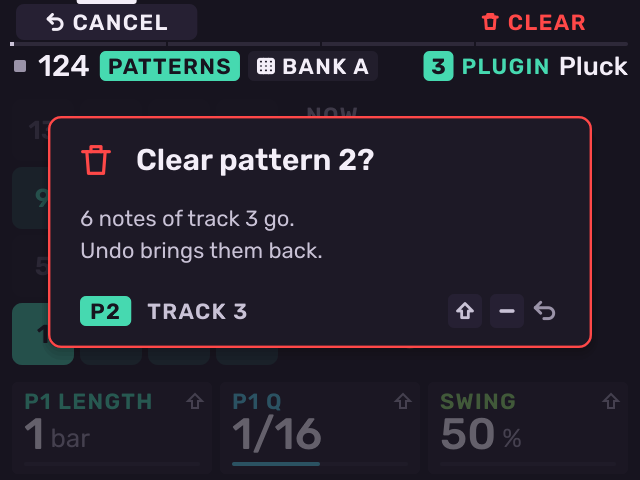 CANCEL
CLEAR
124 PATTERNS BANK A 3 PLUGIN Pluck
NOW
Clear pattern 2?
6 notes of track 3 go.
Undo brings them back.
P2 TRACK 3
P1 LENGTH
1 bar
P1 Q
1/16
SWING
50 %